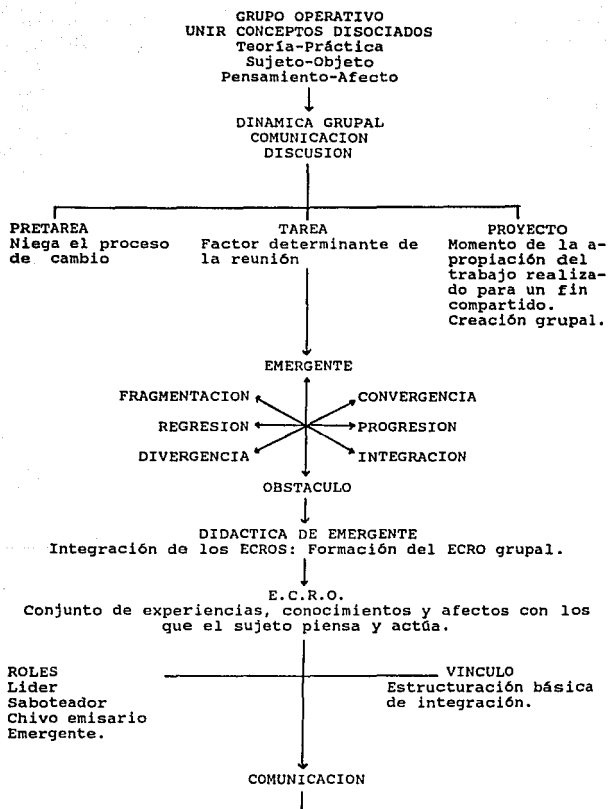 GRUPO OPERATIVO
UNIR CONCEPTOS DISOCIADOS
Teoría-Práctica
Sujeto-Objeto
Pensamiento-Afecto
DINAMICA GRUPAL
COMUNICACION
DISCUSION
PRETAREA
Niega el proceso
de cambio
TAREA
Factor determinante de
la reunión
PROYECTO
Momento de la a-
propiación del
trabajo realiza-
do para un fin
compartido.
Creación grupal.
EMERGENTE
FRAGMENTACION
CONVERGENCIA
REGRESION
PROGRESION
DIVERGENCIA
INTEGRACION
OBSTACULO
DIDACTICA DE EMERGENTE
Integración de los ECROS: Formación del ECRO grupal.
E.C.R.O.
Conjunto de experiencias, conocimientos y afectos con los
que el sujeto piensa y actúa.
ROLES
Lider
Saboteador
Chivo emisario
Emergente.
VINCULO
Estructuración básica
de integración.
COMUNICACION